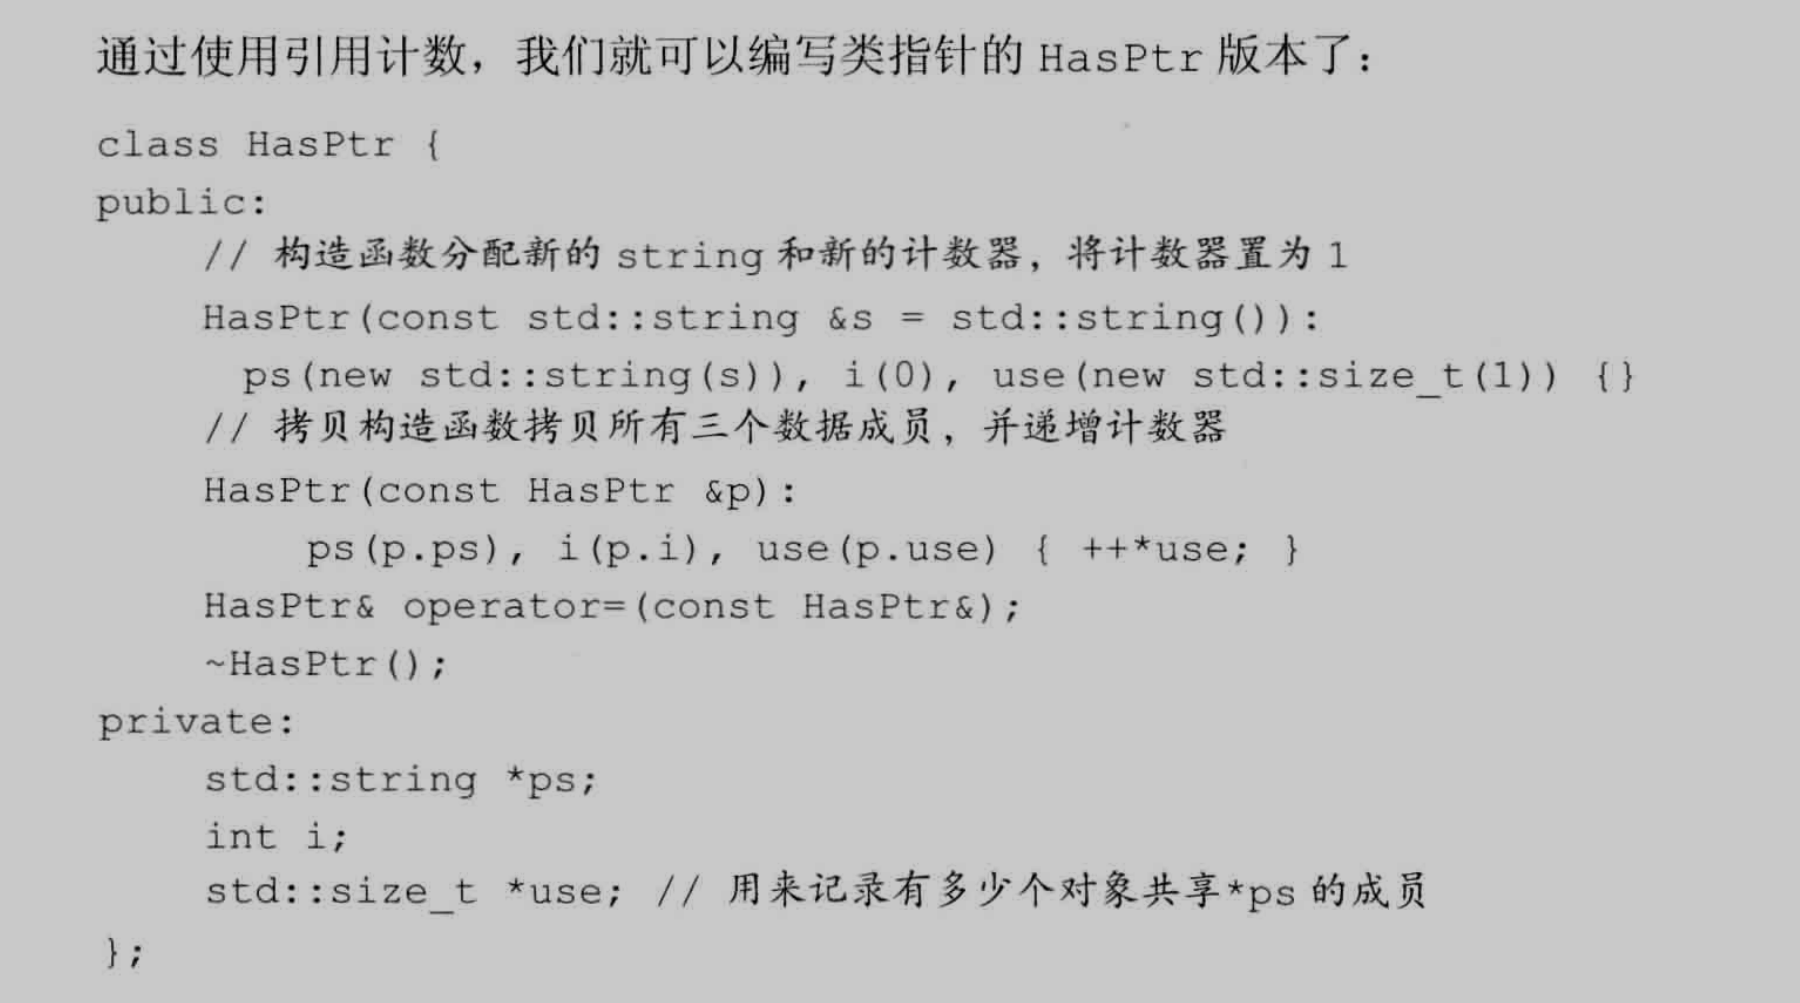 通过使用引用计数，我们就可以编写类指针的 HasPtr 版本了：
class HasPtr {
public:
    // 构造函数分配新的 string 和新的计数器，将计数器置为 1
    HasPtr(const std::string &s = std::string()):
      ps(new std::string(s)), i(0), use(new std::size_t(1)) {}
    // 拷贝构造函数拷贝所有三个数据成员，并递增计数器
    HasPtr(const HasPtr &p):
        ps(p.ps), i(p.i), use(p.use) { ++*use; }
    HasPtr& operator=(const HasPtr&);
    ~HasPtr();
private:
    std::string *ps;
    int i;
    std::size_t *use; // 用来记录有多少个对象共享*ps 的成员
};